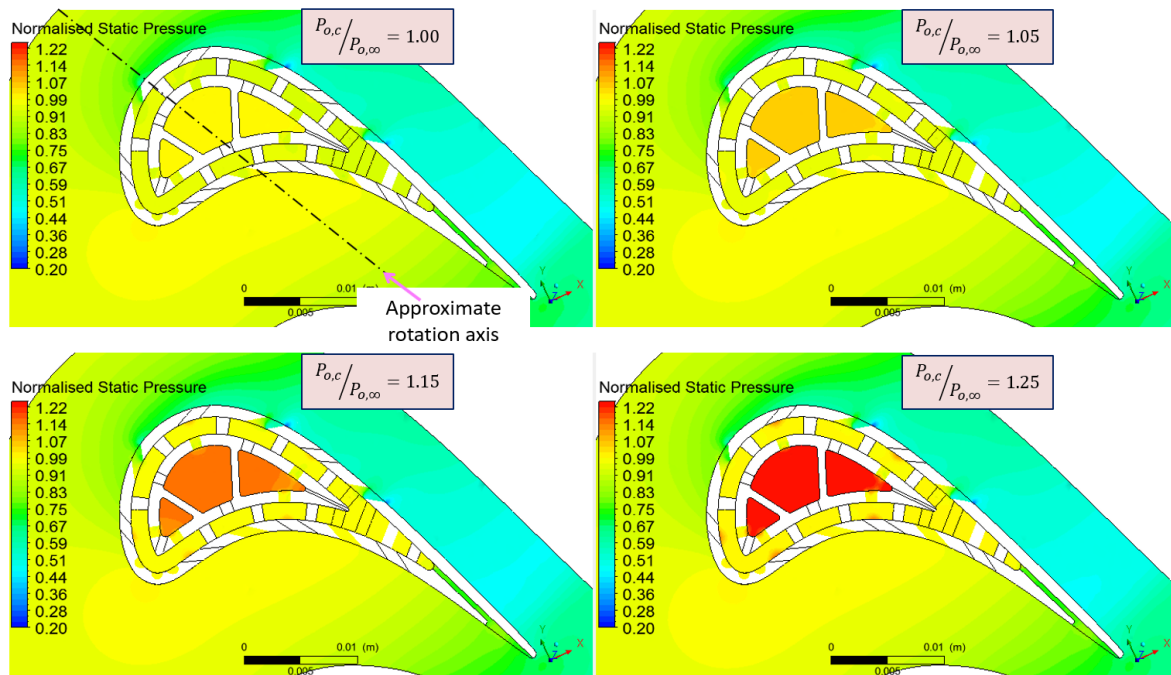 Normalised Static Pressure
P_{o,c}/P_{o,∞} = 1.00
1.22
1.14
1.07
0.99
0.91
0.83
0.75
0.67
0.59
0.51
0.44
0.36
0.28
0.20
0 0.01 (m)
0.005
Y
Z
X
Approximate
rotation axis
Normalised Static Pressure
P_{o,c}/P_{o,∞} = 1.05
1.22
1.14
1.07
0.99
0.91
0.83
0.75
0.67
0.59
0.51
0.44
0.36
0.28
0.20
0 0.01 (m)
0.005
Y
Z
X
Normalised Static Pressure
P_{o,c}/P_{o,∞} = 1.15
1.22
1.14
1.07
0.99
0.91
0.83
0.75
0.67
0.59
0.51
0.44
0.36
0.28
0.20
0 0.01 (m)
0.005
Y
Z
X
Normalised Static Pressure
P_{o,c}/P_{o,∞} = 1.25
1.22
1.14
1.07
0.99
0.91
0.83
0.75
0.67
0.59
0.51
0.44
0.36
0.28
0.20
0 0.01 (m)
0.005
Y
Z
X